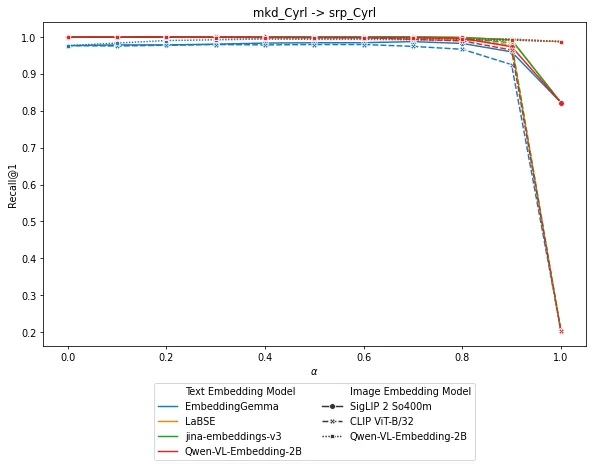 mkd_Cyrl -> srp_Cyrl
1.0
0.9
0.8
0.7
0.6
0.5
0.4
0.3
0.2
Recall@1
0.0 0.2 0.4 0.6 0.8 1.0
α
Text Embedding Model
EmbeddingGemma
LaBSE
jina-embeddings-v3
Qwen-VL-Embedding-2B
Image Embedding Model
SigLIP 2 So400m
CLIP ViT-B/32
Qwen-VL-Embedding-2B